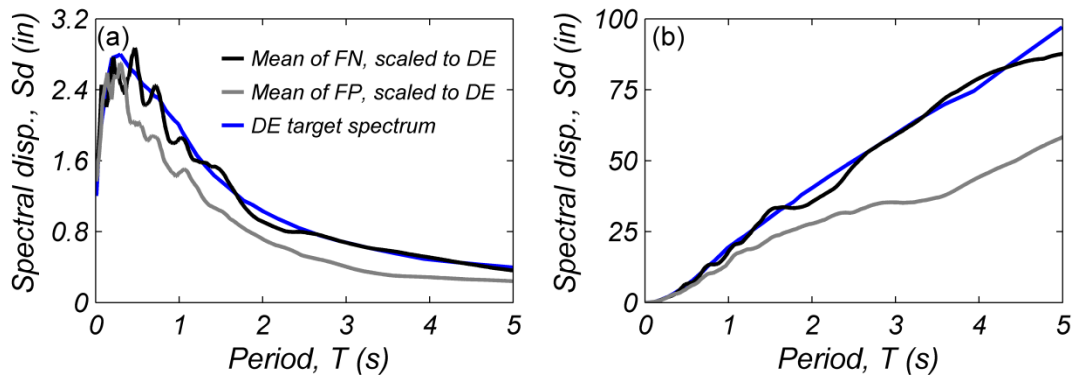 3.2
2.4
1.6
0.8
0
Spectral disp., Sd (in)
(a)
Mean of FN, scaled to DE
Mean of FP, scaled to DE
DE target spectrum
0 1 2 3 4 5
Period, T (s)
100
75
50
25
0
Spectral disp., Sd (in)
(b)
0 1 2 3 4 5
Period, T (s)